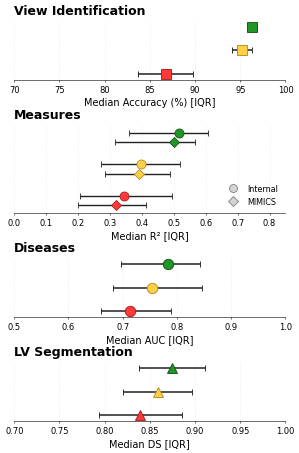 View Identification
70 75 80 85 90 95 100
Median Accuracy (%) [IQR]
Measures
Internal
MIMICS
0.0 0.1 0.2 0.3 0.4 0.5 0.6 0.7 0.8
Median R² [IQR]
Diseases
0.5 0.6 0.7 0.8 0.9 1.0
Median AUC [IQR]
LV Segmentation
0.70 0.75 0.80 0.85 0.90 0.95 1.00
Median DS [IQR]